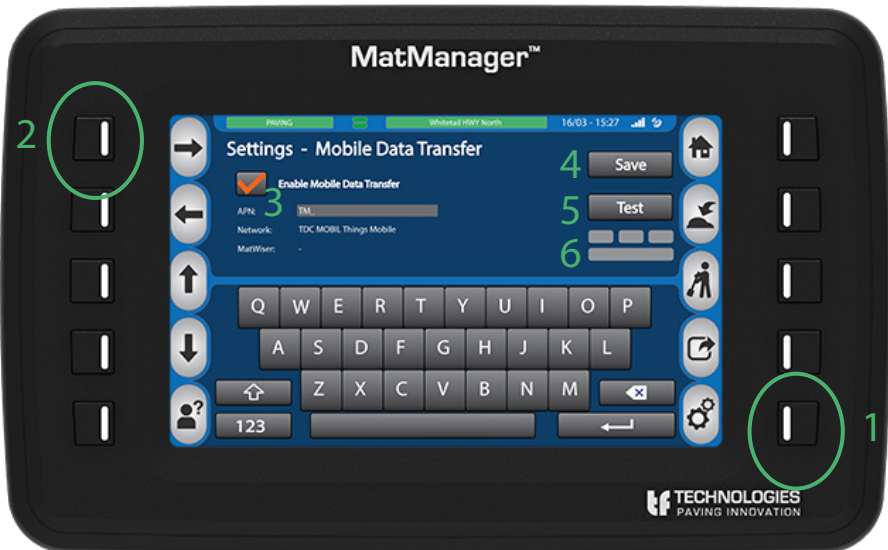 MatManager™
PAVING
Whitetail HWY North
16/03 - 15:27
2
Settings - Mobile Data Transfer
4
Save
Enable Mobile Data Transfer
3
APN:
TM_
5
Test
Network:
TDC MOBIL Things Mobile
MatWiser:
-
6
Q W E R T Y U I O P
A S D F G H J K L
Z X C V B N M
?
123
1
tf TECHNOLOGIES
PAVING INNOVATION